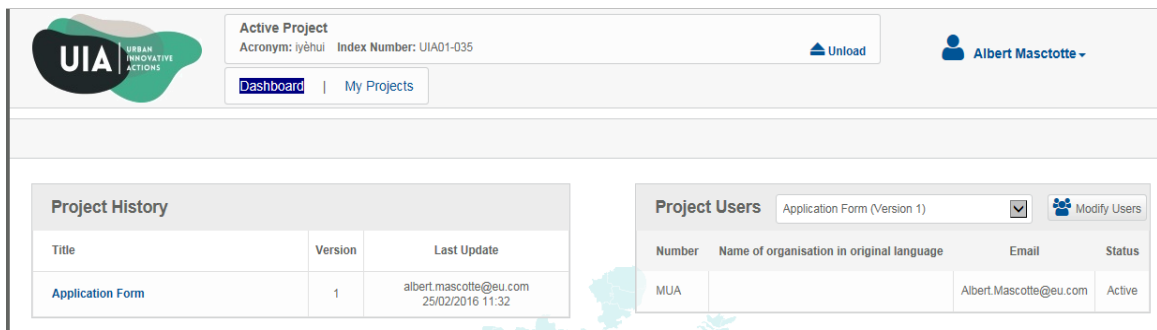 UIA URBAN
INNOVATIVE
ACTIONS
Active Project
Acronym: iyèhui Index Number: UIA01-035
Unload
Albert Masctotte
Dashboard | My Projects
Project History
Title Version Last Update
Application Form 1 albert.mascotte@eu.com
25/02/2016 11:32
Project Users Application Form (Version 1) Modify Users
Number Name of organisation in original language Email Status
MUA Albert.Mascotte@eu.com Active